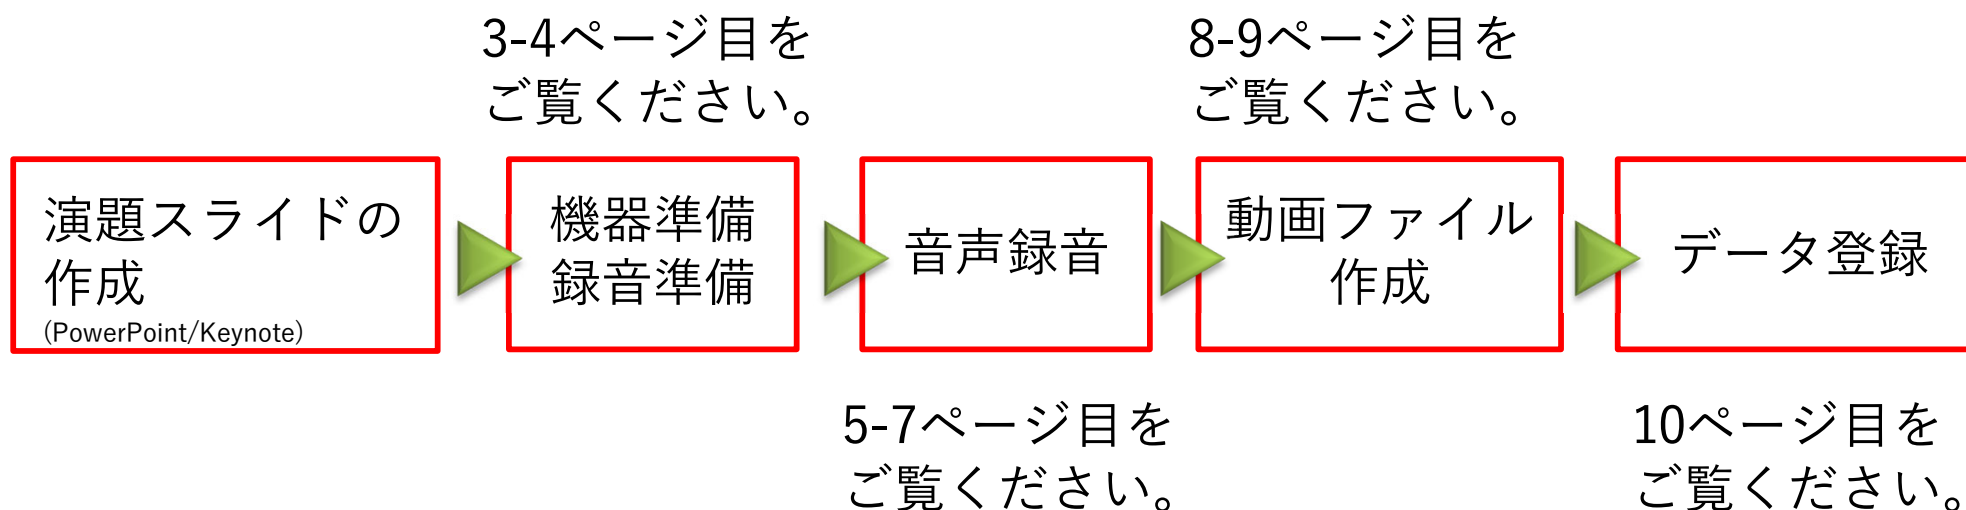 3-4ページ目を
ご覧ください。
8-9ページ目を
ご覧ください。
演題スライドの
作成
(PowerPoint/Keynote)
機器準備
録音準備
音声録音
動画ファイル
作成
データ登録
5-7ページ目を
ご覧ください。
10ページ目を
ご覧ください。